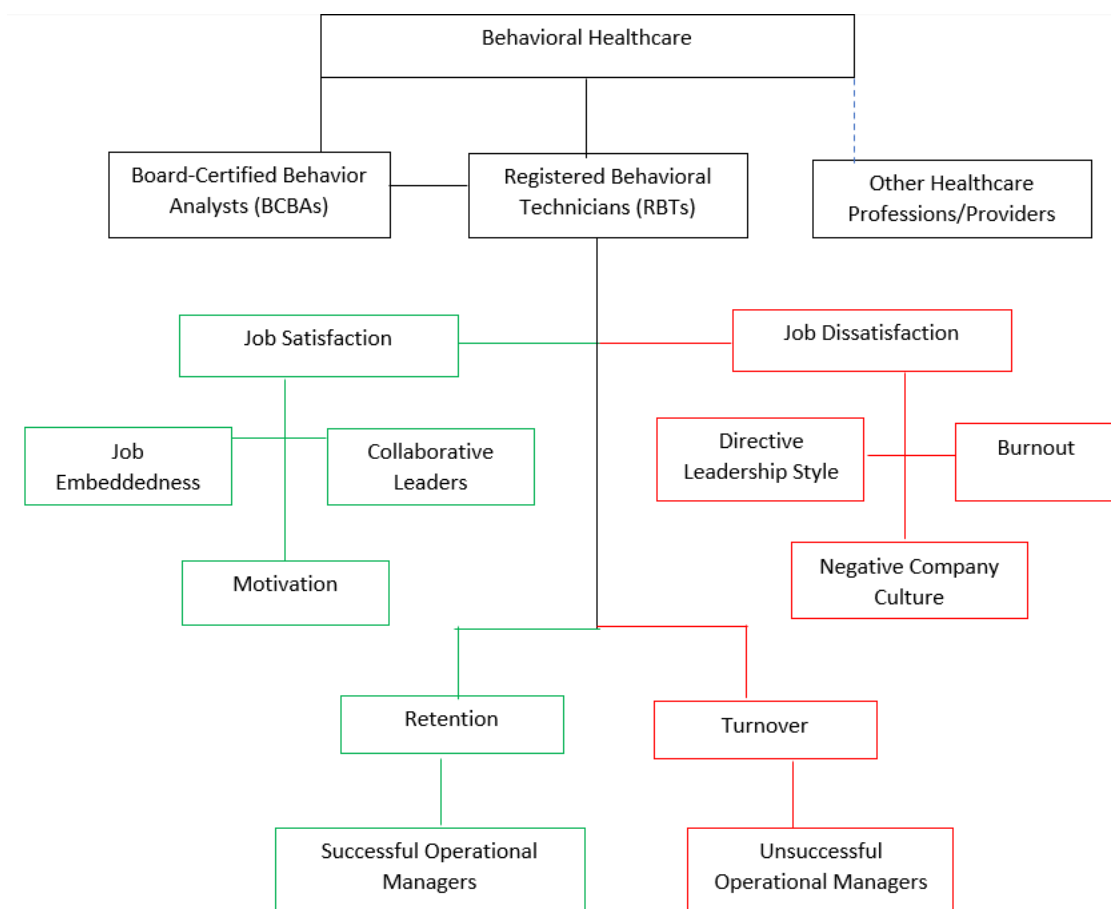 Behavioral Healthcare
Board-Certified Behavior
Analysts (BCBAs)
Registered Behavioral
Technicians (RBTs)
Other Healthcare
Professions/Providers
Job Satisfaction
Job Dissatisfaction
Job
Embeddedness
Collaborative
Leaders
Directive
Leadership Style
Burnout
Motivation
Negative Company
Culture
Retention
Turnover
Successful Operational
Managers
Unsuccessful
Operational Managers